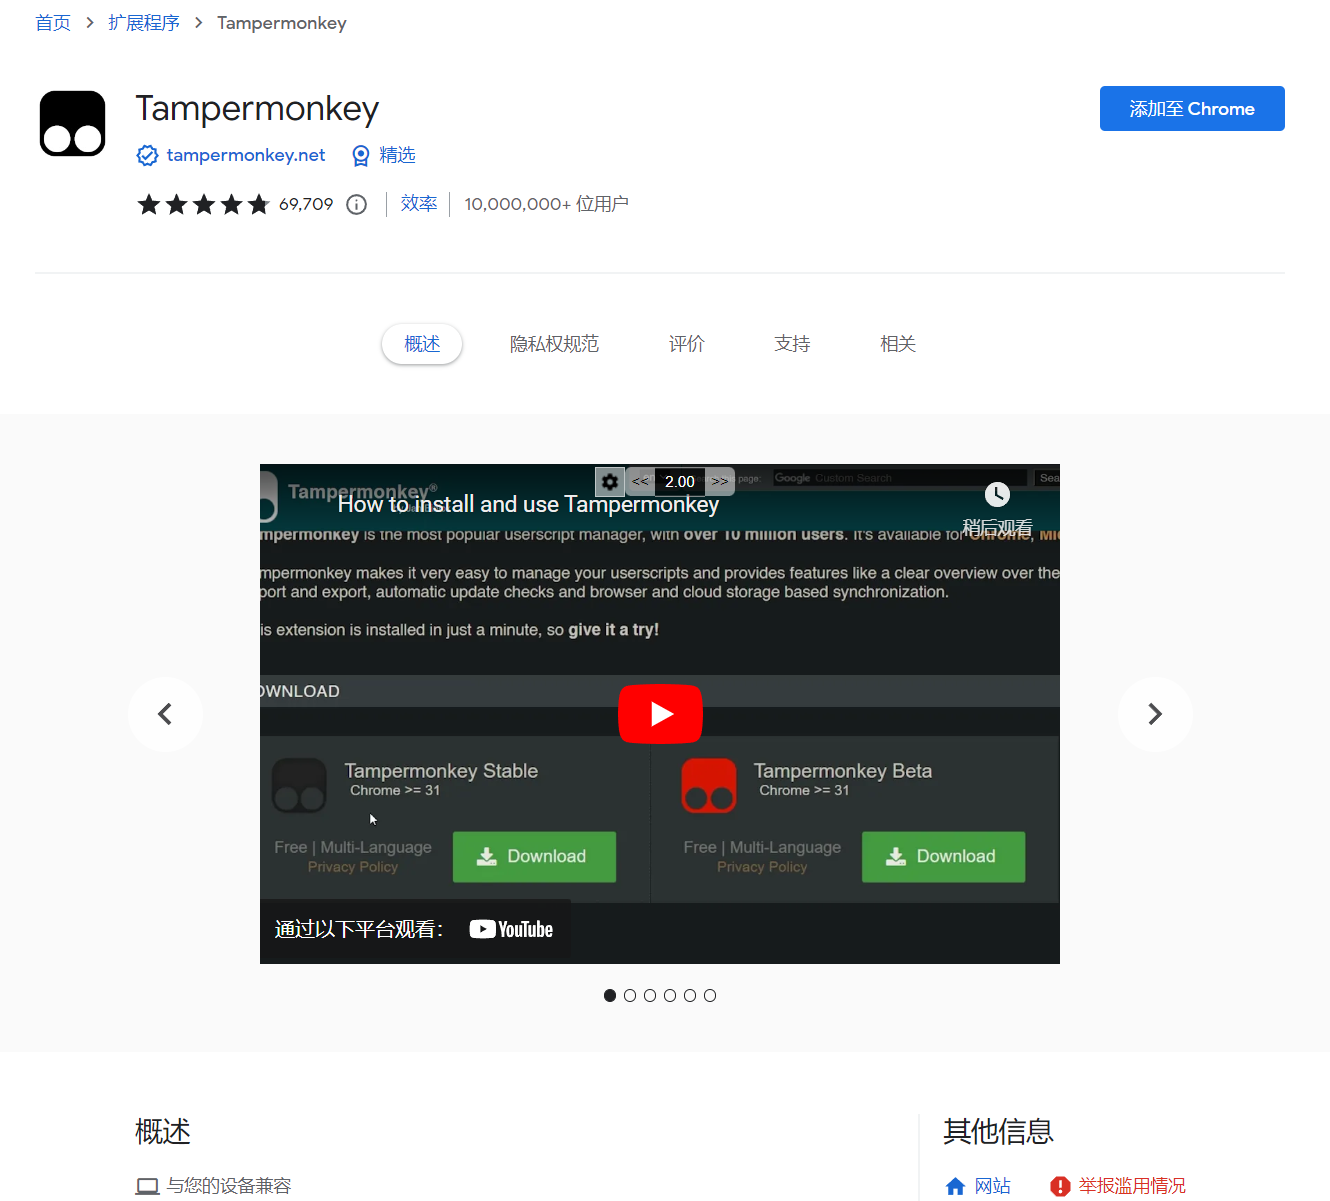 首页 > 扩展程序 > Tampermonkey
Tampermonkey
添加至 Chrome
tampermonkey.net 精选
69,709 效率 10,000,000+ 位用户
概述 隐私权规范 评价 支持 相关
<< 2.00 >> page: Google Custom Search Sea
Tampermonkey®
How to install and use Tampermonkey
稍后观看
mpermonkey is the most popular userscript manager, with over 10 million users. It's available for Chrome, Mi
mpermonkey makes it very easy to manage your userscripts and provides features like a clear overview over the
port and export, automatic update checks and browser and cloud storage based synchronization.
is extension is installed in just a minute, so give it a try!
OWNLOAD
Tampermonkey Stable
Chrome >= 31
Free | Multi-Language
Privacy Policy
Download
Tampermonkey Beta
Chrome >= 31
Free | Multi-Language
Privacy Policy
Download
通过以下平台观看： YouTube
概述
与您的设备兼容
其他信息
网站 举报滥用情况